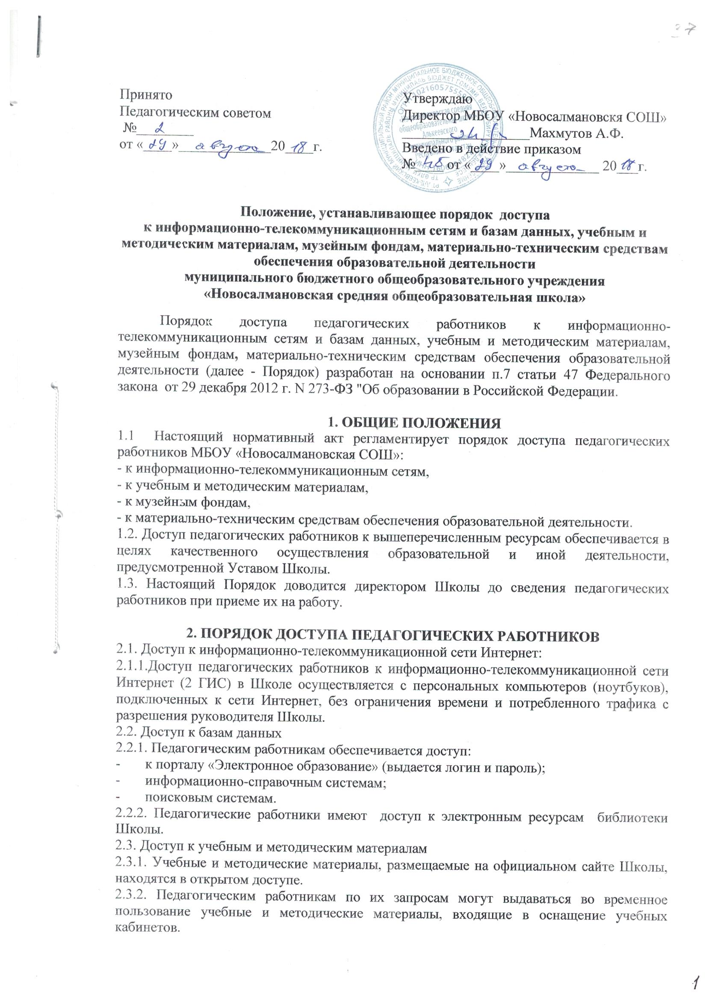 37
Принято
Педагогическим советом
№ 2
от « 29 » августа 20 18 г.
Утверждаю
Директор МБОУ «Новосалмановскя СОШ»
Махмутов А.Ф.
Введено в действие приказом
№ 45 от « 29 » августа 20 18 г.
Положение, устанавливающее порядок доступа
к информационно-телекоммуникационным сетям и базам данных, учебным и
методическим материалам, музейным фондам, материально-техническим средствам
обеспечения образовательной деятельности
муниципального бюджетного общеобразовательного учреждения
«Новосалмановская средняя общеобразовательная школа»
Порядок доступа педагогических работников к информационно-
телекоммуникационным сетям и базам данных, учебным и методическим материалам,
музейным фондам, материально-техническим средствам обеспечения образовательной
деятельности (далее - Порядок) разработан на основании п.7 статьи 47 Федерального
закона от 29 декабря 2012 г. N 273-ФЗ "Об образовании в Российской Федерации.
1. ОБЩИЕ ПОЛОЖЕНИЯ
1.1 Настоящий нормативный акт регламентирует порядок доступа педагогических
работников МБОУ «Новосалмановская СОШ»:
- к информационно-телекоммуникационным сетям,
- к учебным и методическим материалам,
- к музейным фондам,
- к материально-техническим средствам обеспечения образовательной деятельности.
1.2. Доступ педагогических работников к вышеперечисленным ресурсам обеспечивается в
целях качественного осуществления образовательной и иной деятельности,
предусмотренной Уставом Школы.
1.3. Настоящий Порядок доводится директором Школы до сведения педагогических
работников при приеме их на работу.
2. ПОРЯДОК ДОСТУПА ПЕДАГОГИЧЕСКИХ РАБОТНИКОВ
2.1. Доступ к информационно-телекоммуникационной сети Интернет:
2.1.1.Доступ педагогических работников к информационно-телекоммуникационной сети
Интернет (2 ГИС) в Школе осуществляется с персональных компьютеров (ноутбуков),
подключенных к сети Интернет, без ограничения времени и потребленного трафика с
разрешения руководителя Школы.
2.2. Доступ к базам данных
2.2.1. Педагогическим работникам обеспечивается доступ:
- к порталу «Электронное образование» (выдается логин и пароль);
- информационно-справочным системам;
- поисковым системам.
2.2.2. Педагогические работники имеют доступ к электронным ресурсам библиотеки
Школы.
2.3. Доступ к учебным и методическим материалам
2.3.1. Учебные и методические материалы, размещаемые на официальном сайте Школы,
находятся в открытом доступе.
2.3.2. Педагогическим работникам по их запросам могут выдаваться во временное
пользование учебные и методические материалы, входящие в оснащение учебных
кабинетов.
1